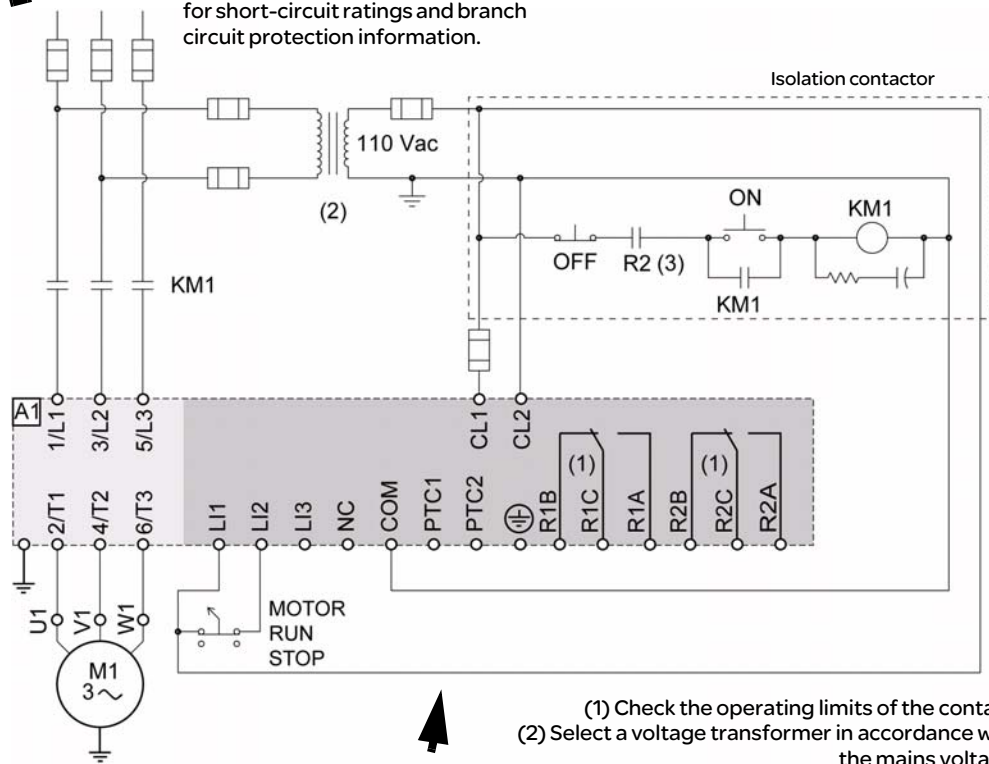 for short-circuit ratings and branch
circuit protection information.
Isolation contactor
110 Vac
(2)
ON
KM1
OFF
R2 (3)
KM1
KM1
A1
1/L1
3/L2
5/L3
CL1
CL2
2/T1
4/T2
6/T3
LI1
LI2
LI3
NC
COM
PTC1
PTC2
R1B
R1C
R1A
R2B
R2C
R2A
(1)
(1)
U1
V1
W1
MOTOR
RUN
STOP
M1
3
(1) Check the operating limits of the
(2) Select a voltage transformer in accordance
the mains